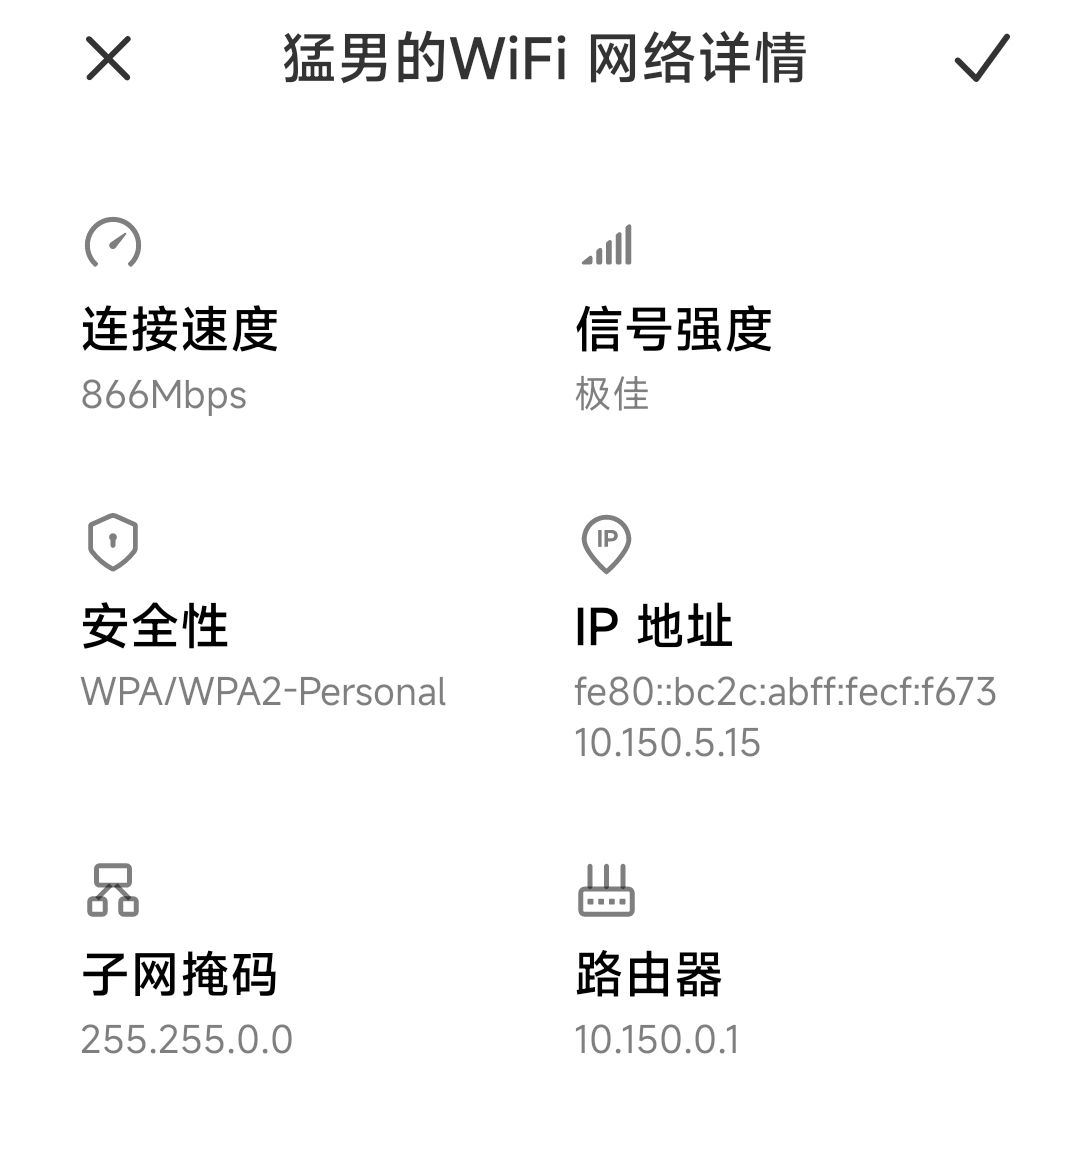 猛男的WiFi 网络详情
连接速度
866Mbps
信号强度
极佳
安全性
WPA/WPA2-Personal
IP
IP 地址
fe80::bc2c:abff:fecf:f673
10.150.5.15
子网掩码
255.255.0.0
路由器
10.150.0.1